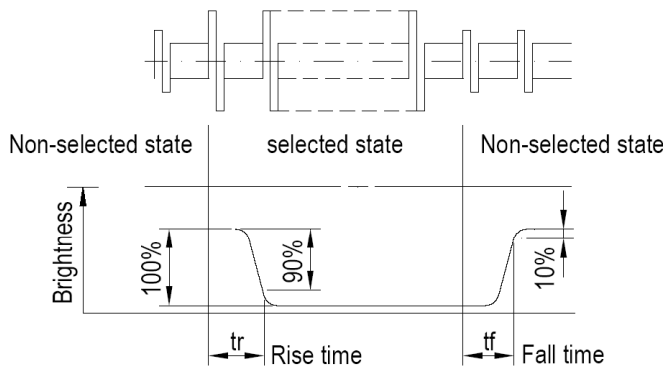 Non-selected state
selected state
Non-selected state
Brightness
100%
90%
10%
tr
Rise time
tf
Fall time